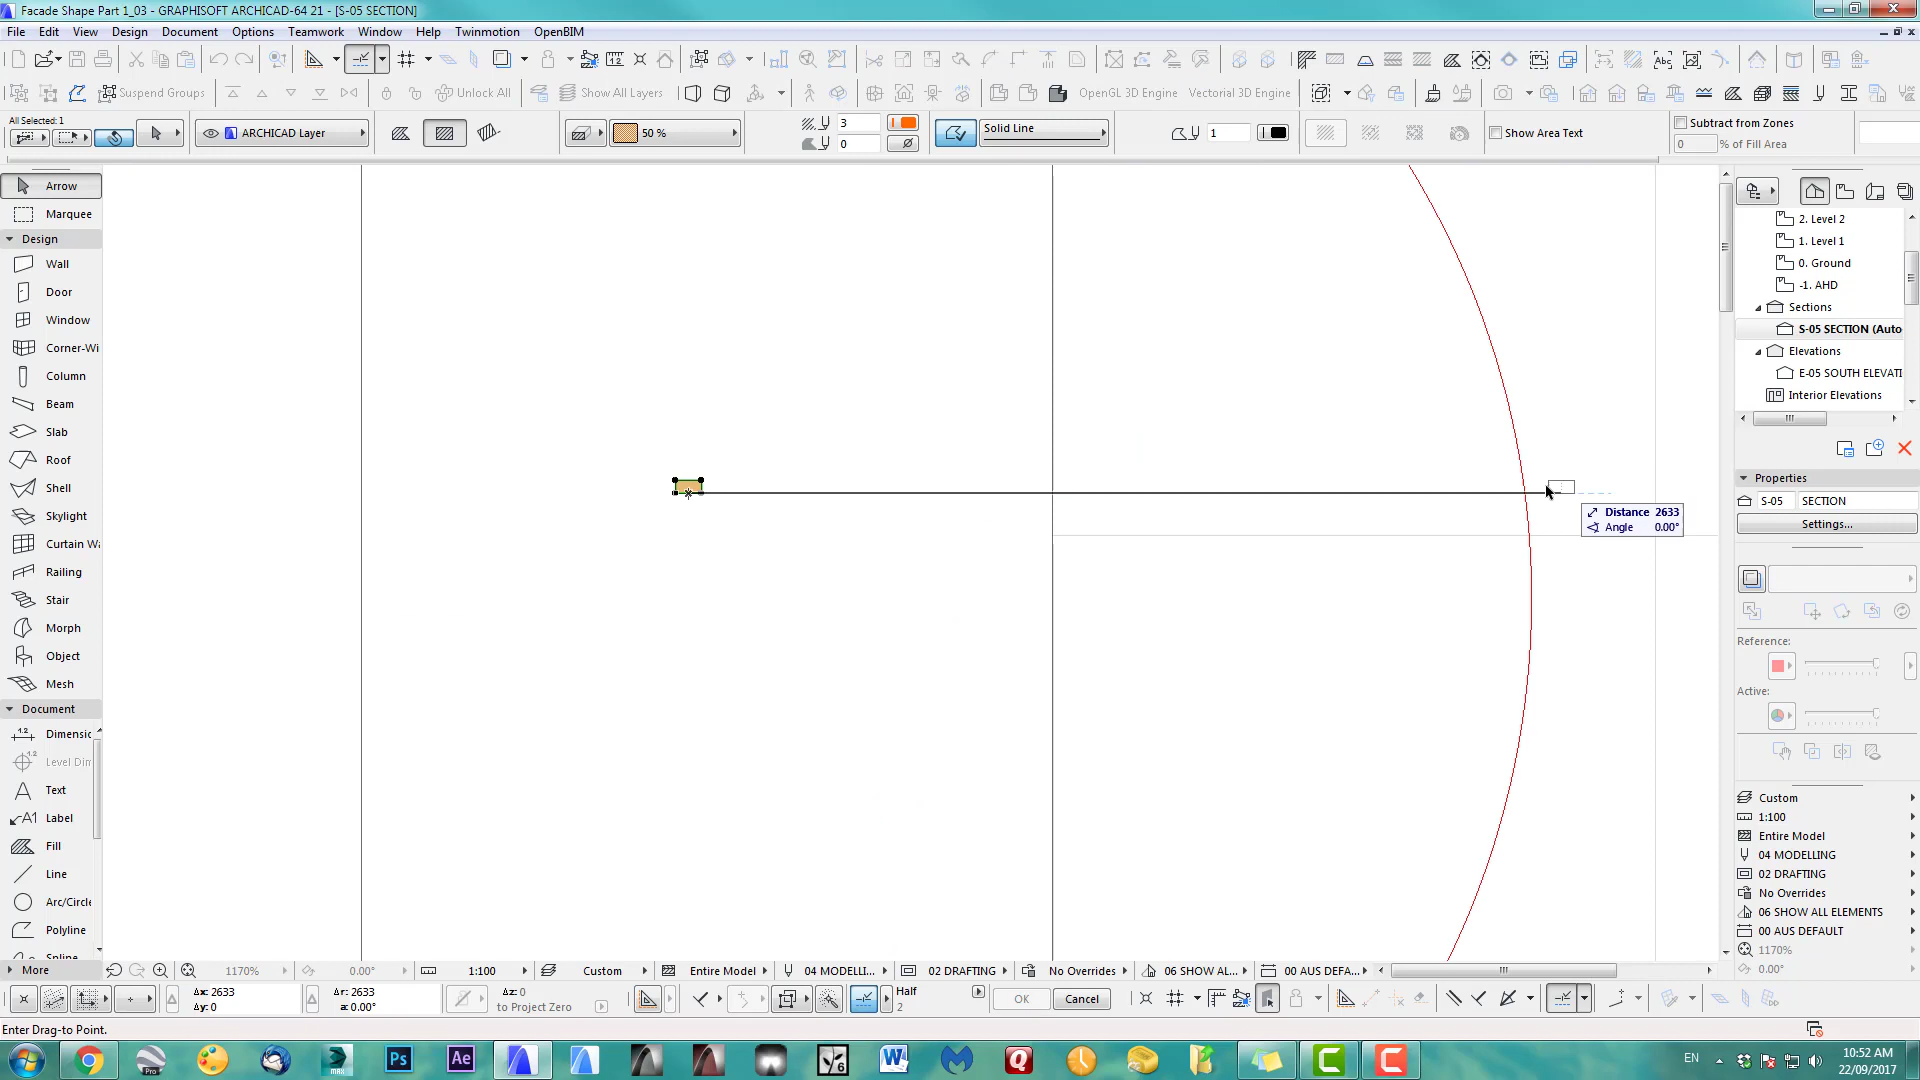 Facade Shape Part 1_03 - GRAPHISOFT ARCHICAD-64 21 - [S-05 SECTION]
File Edit View Design Document Options Teamwork Window Help Twinmotion OpenBIM
Suspend Groups Unlock All Show All Layers OpenGL 3D Engine Vectorial 3D Engine
All Selected: 1
ARCHICAD Layer 50 % 3 0 Solid Line 1 Show Area Text Subtract from Zones
0 % of Fill Area
Arrow
Marquee
Design
Wall
Door
Window
Corner-Wi
Column
Beam
Slab
Roof
Shell
Skylight
Curtain Wa
Railing
Stair
Morph
Object
Mesh
Document
Dimensic
Level Dim
Text
Label
Fill
Line
Arc/Circle
Polyline
Spline
More
Distance 2633
Angle 0.00°
2. Level 2
1. Level 1
0. Ground
-1. AHD
Sections
S-05 SECTION (Auto
Elevations
E-05 SOUTH ELEVATI
Interior Elevations
Properties
S-05 SECTION
Settings...
Reference:
Active:
Custom
1:100
Entire Model
04 MODELLING
02 DRAFTING
No Overrides
06 SHOW ALL ELEMENTS
00 AUS DEFAULT
1170%
0.00°
1170% 0.00° 1:100 Custom Entire Model 04 MODELLI... 02 DRAFTING No Overrides 06 SHOW AL... 00 AUS DEFA...
Δx: 2633 Δr: 2633 Δz: 0 Half
Δy: 0 a: 0.00° to Project Zero 2 OK Cancel
Enter Drag-to Point.
EN 10:52 AM
22/09/2017